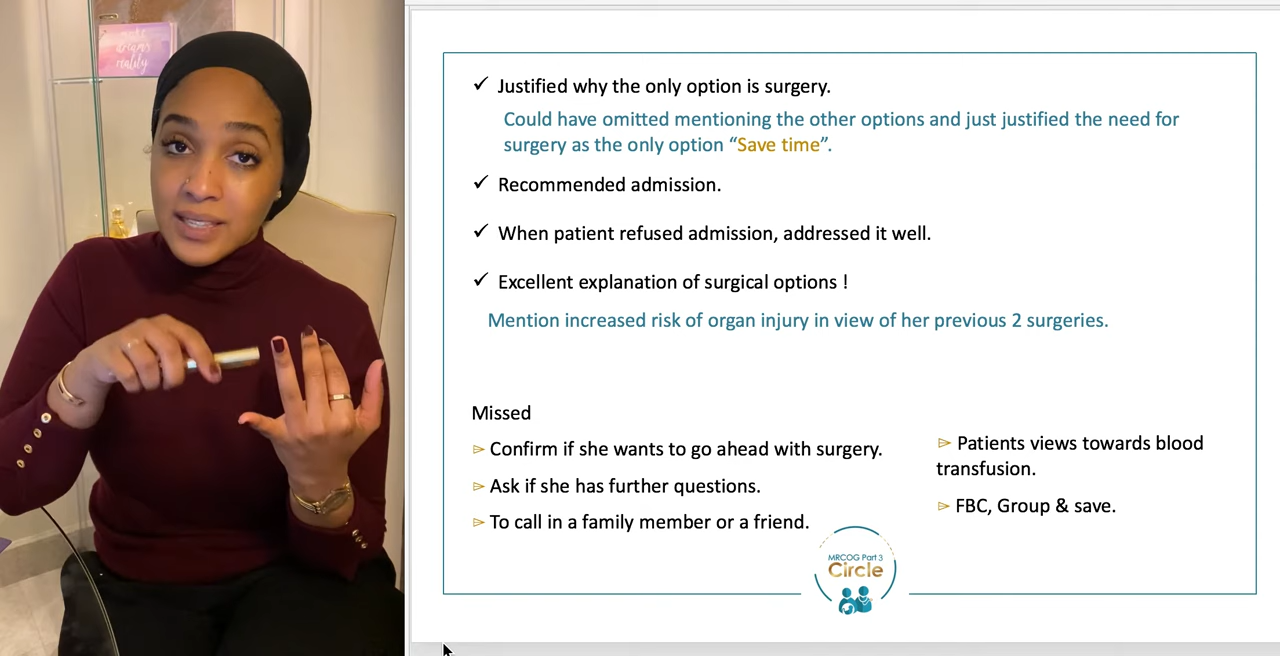 make
dreams
reality
✓ Justified why the only option is surgery.
Could have omitted mentioning the other options and just justified the need for
surgery as the only option “Save time”.
✓ Recommended admission.
✓ When patient refused admission, addressed it well.
✓ Excellent explanation of surgical options !
Mention increased risk of organ injury in view of her previous 2 surgeries.
Missed
⌲ Confirm if she wants to go ahead with surgery.
⌲ Ask if she has further questions.
⌲ To call in a family member or a friend.
⌲ Patients views towards blood
transfusion.
⌲ FBC, Group & save.
MRCOG Part 3
Circle